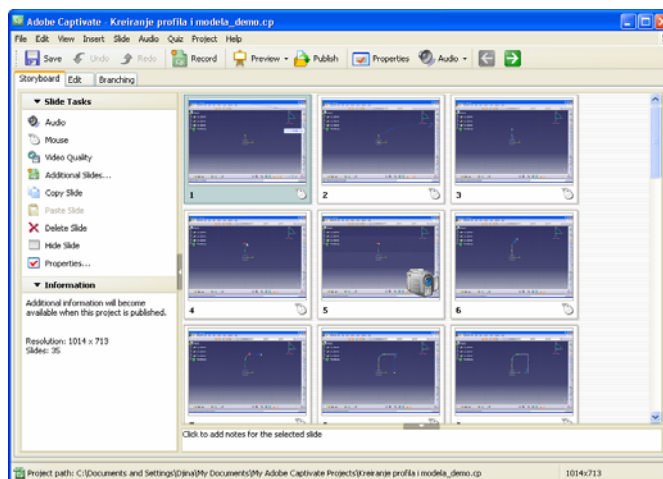 Adobe Captivate - Kreiranje profila i modela_demo.cp
File Edit View Insert Slide Audio Quiz Project Help
Save Undo Redo Record Preview Publish Properties Audio
Storyboard Edit Branching
Slide Tasks
Audio
Mouse
Video Quality
Additional Slides...
Copy Slide
Paste Slide
Delete Slide
Hide Slide
Properties...
Information
Additional information will become
available when this project is published.
Resolution: 1014 x 713
Slides: 35
1 2 3
4 5 6
Click to add notes for the selected slide
Project path: C:\Documents and Settings\Djina\My Documents\My Adobe Captivate Projects\Kreiranje profila i modela_demo.cp 1014x713